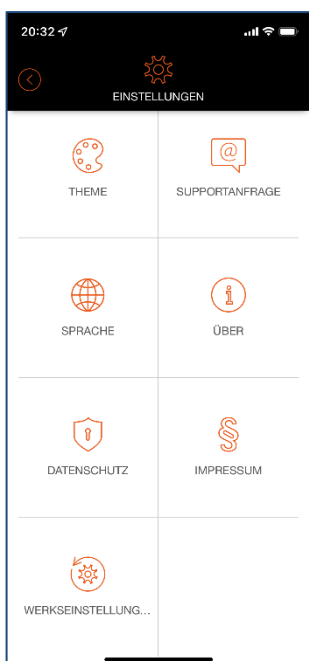 20:32
EINSTELLUNGEN
THEME
SUPPORTANFRAGE
@
SPRACHE
ÜBER
i
DATENSCHUTZ
IMPRESSUM
§
WERKSEINSTELLUNG...